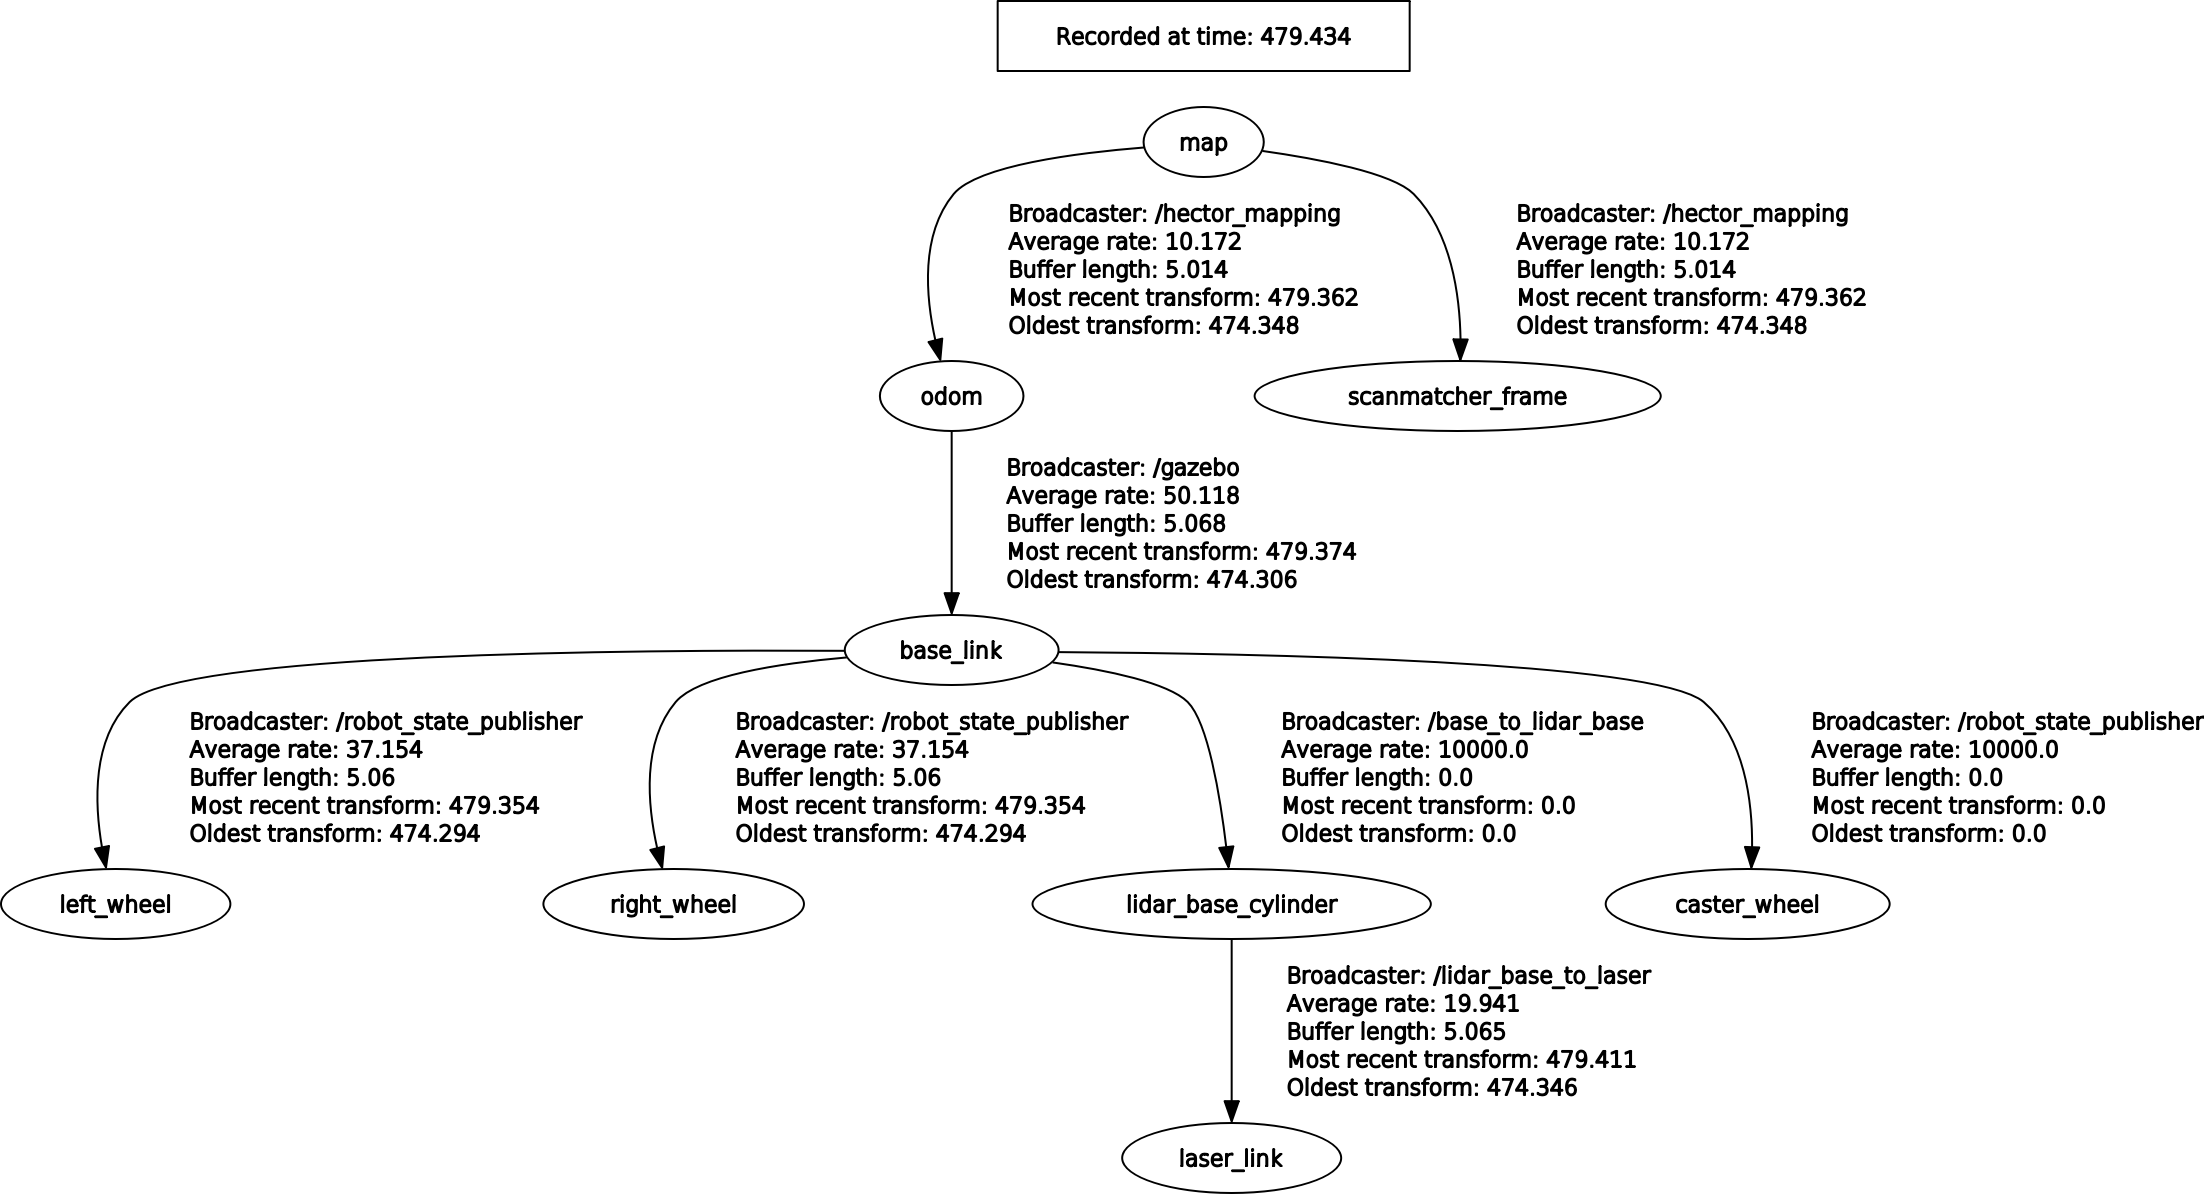 Recorded at time: 479.434
map
Broadcaster: /hector_mapping
Average rate: 10.172
Buffer length: 5.014
Most recent transform: 479.362
Oldest transform: 474.348
Broadcaster: /hector_mapping
Average rate: 10.172
Buffer length: 5.014
Most recent transform: 479.362
Oldest transform: 474.348
odom
scanmatcher_frame
Broadcaster: /gazebo
Average rate: 50.118
Buffer length: 5.068
Most recent transform: 479.374
Oldest transform: 474.306
base_link
Broadcaster: /robot_state_publisher
Average rate: 37.154
Buffer length: 5.06
Most recent transform: 479.354
Oldest transform: 474.294
Broadcaster: /robot_state_publisher
Average rate: 37.154
Buffer length: 5.06
Most recent transform: 479.354
Oldest transform: 474.294
Broadcaster: /base_to_lidar_base
Average rate: 10000.0
Buffer length: 0.0
Most recent transform: 0.0
Oldest transform: 0.0
Broadcaster: /robot_state_publisher
Average rate: 10000.0
Buffer length: 0.0
Most recent transform: 0.0
Oldest transform: 0.0
left_wheel
right_wheel
lidar_base_cylinder
caster_wheel
Broadcaster: /lidar_base_to_laser
Average rate: 19.941
Buffer length: 5.065
Most recent transform: 479.411
Oldest transform: 474.346
laser_link